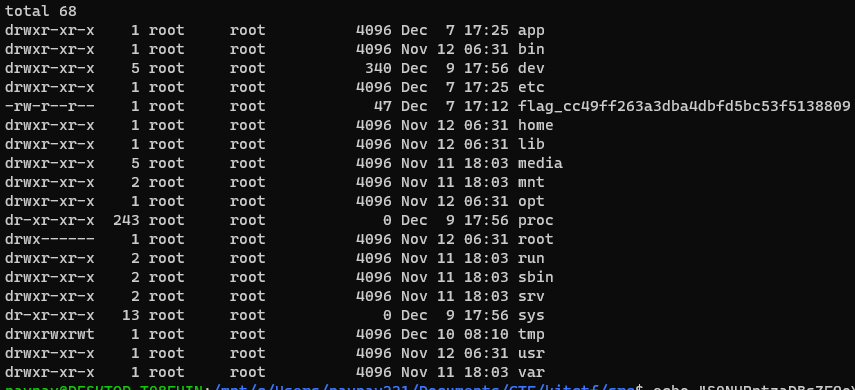 total 68
drwxr-xr-x    1 root     root          4096 Dec  7 17:25 app
drwxr-xr-x    1 root     root          4096 Nov 12 06:31 bin
drwxr-xr-x    5 root     root           340 Dec  9 17:56 dev
drwxr-xr-x    1 root     root          4096 Dec  7 17:25 etc
-rw-r--r--    1 root     root            47 Dec  7 17:12 flag_cc49ff263a3dba4dbfd5bc53f5138809
drwxr-xr-x    1 root     root          4096 Nov 12 06:31 home
drwxr-xr-x    1 root     root          4096 Nov 12 06:31 lib
drwxr-xr-x    5 root     root          4096 Nov 11 18:03 media
drwxr-xr-x    2 root     root          4096 Nov 11 18:03 mnt
drwxr-xr-x    1 root     root          4096 Nov 12 06:31 opt
dr-xr-xr-x  243 root     root             0 Dec  9 17:56 proc
drwx------    1 root     root          4096 Nov 12 06:31 root
drwxr-xr-x    2 root     root          4096 Nov 11 18:03 run
drwxr-xr-x    2 root     root          4096 Nov 11 18:03 sbin
drwxr-xr-x    2 root     root          4096 Nov 11 18:03 srv
dr-xr-xr-x   13 root     root             0 Dec  9 17:56 sys
drwxrwxrwt    1 root     root          4096 Dec 10 08:10 tmp
drwxr-xr-x    1 root     root          4096 Nov 12 06:31 usr
drwxr-xr-x    1 root     root          4096 Nov 11 18:03 var